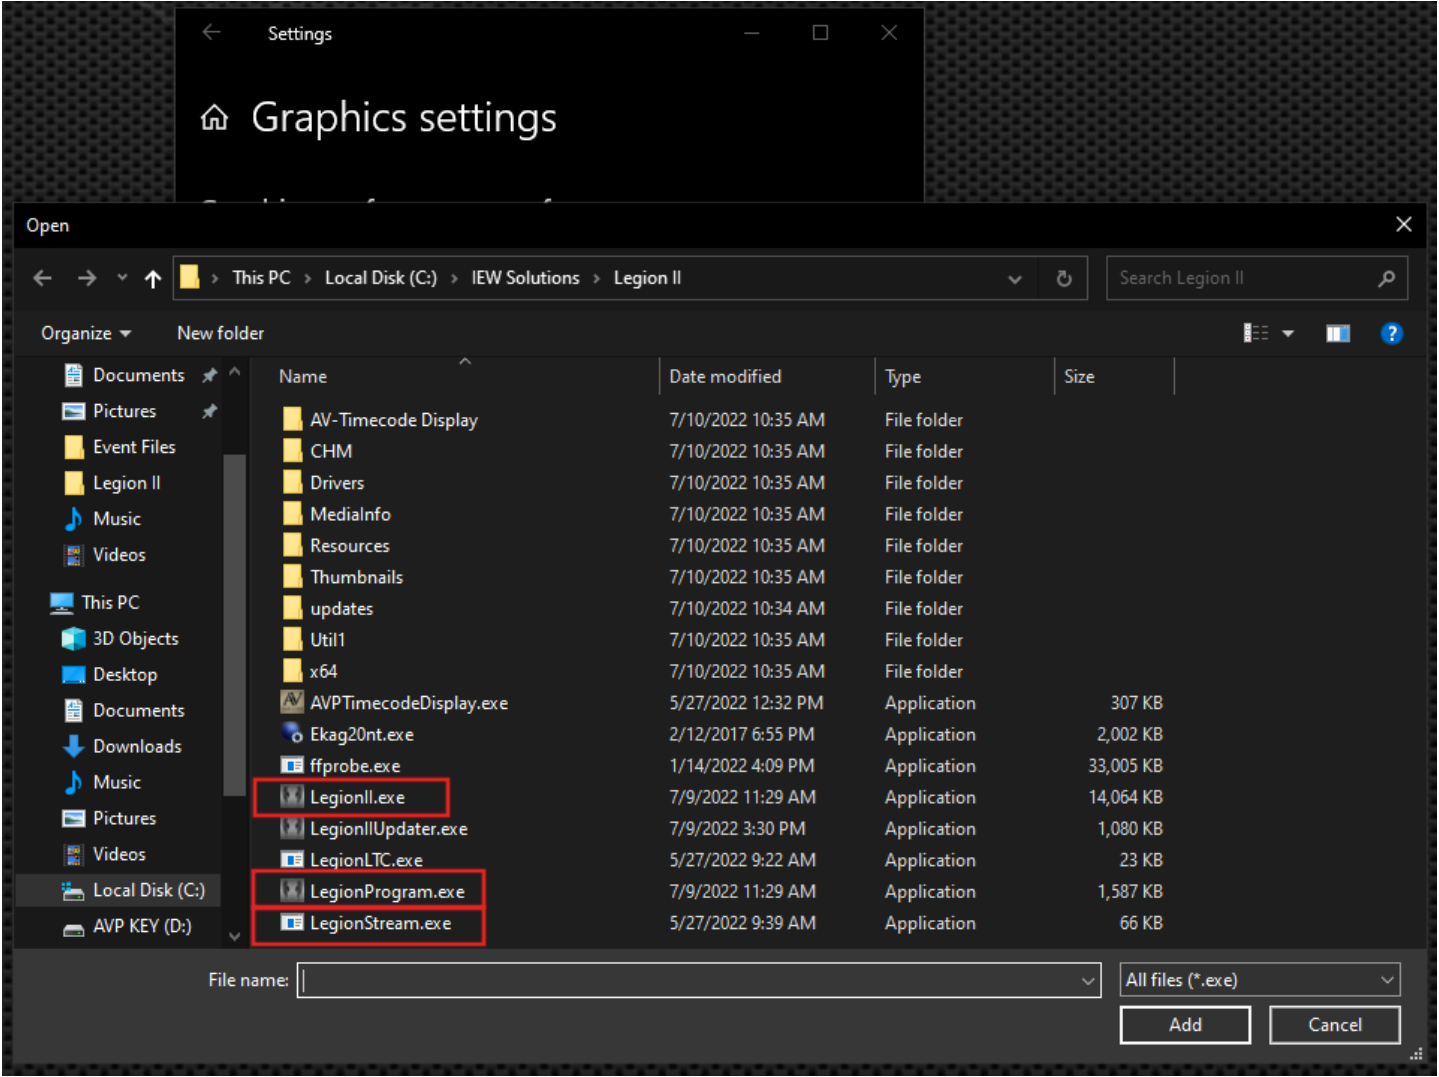 Settings
Graphics settings
Open
This PC > Local Disk (C:) > IEW Solutions > Legion II
Search Legion II
Organize
New folder
Documents
Pictures
Event Files
Legion II
Music
Videos
This PC
3D Objects
Desktop
Documents
Downloads
Music
Pictures
Videos
Local Disk (C:)
AVP KEY (D:)
Name Date modified Type Size
AV-Timecode Display 7/10/2022 10:35 AM File folder
CHM 7/10/2022 10:35 AM File folder
Drivers 7/10/2022 10:35 AM File folder
MediaInfo 7/10/2022 10:35 AM File folder
Resources 7/10/2022 10:35 AM File folder
Thumbnails 7/10/2022 10:35 AM File folder
updates 7/10/2022 10:34 AM File folder
Util1 7/10/2022 10:35 AM File folder
x64 7/10/2022 10:35 AM File folder
AVPTimecodeDisplay.exe 5/27/2022 12:32 PM Application 307 KB
Ekag20nt.exe 2/12/2017 6:55 PM Application 2,002 KB
ffprobe.exe 1/14/2022 4:09 PM Application 33,005 KB
LegionII.exe 7/9/2022 11:29 AM Application 14,064 KB
LegionIIUpdater.exe 7/9/2022 3:30 PM Application 1,080 KB
LegionLTC.exe 5/27/2022 9:22 AM Application 23 KB
LegionProgram.exe 7/9/2022 11:29 AM Application 1,587 KB
LegionStream.exe 5/27/2022 9:39 AM Application 66 KB
File name:
All files (*.exe)
Add
Cancel